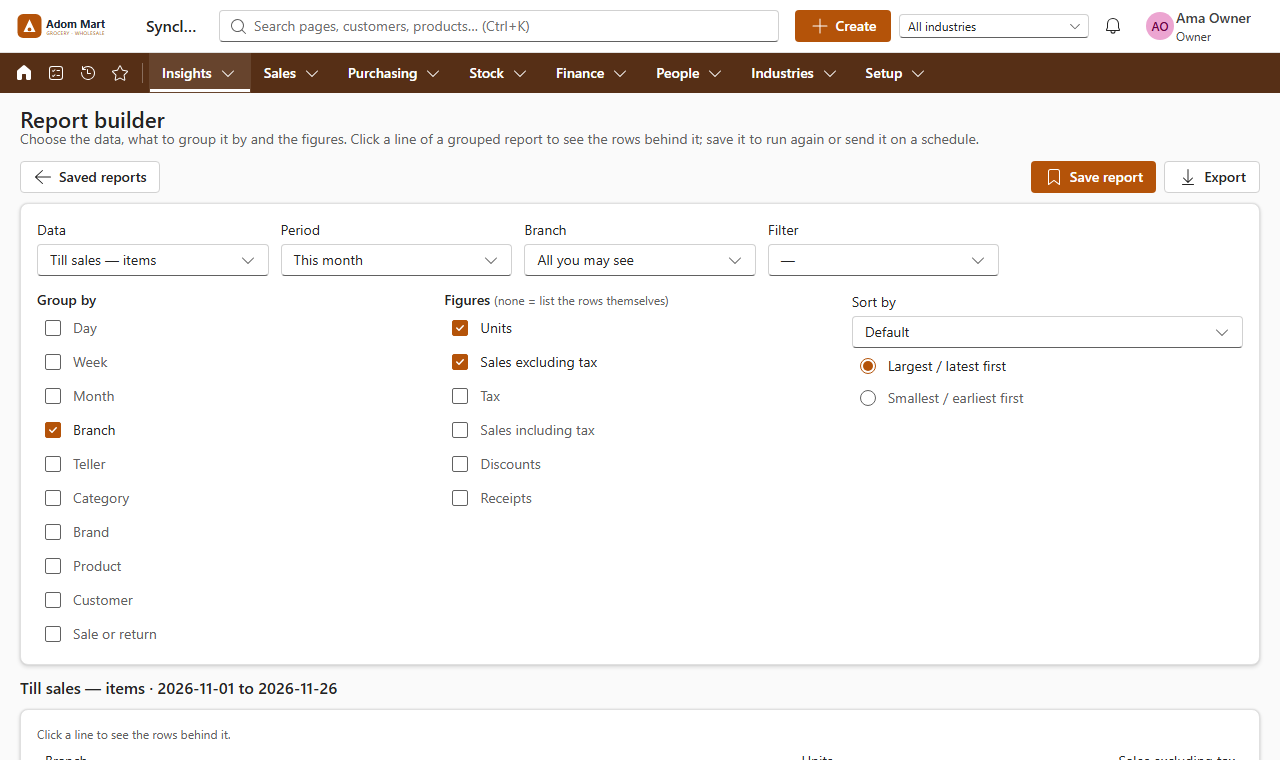 Adom Mart
GROCERY · WHOLESALE
Syncl...
Search pages, customers, products... (Ctrl+K)
Create
All industries
AO
Ama Owner
Owner
Insights
Sales
Purchasing
Stock
Finance
People
Industries
Setup
Report builder
Choose the data, what to group it by and the figures. Click a line of a grouped report to see the rows behind it; save it to run again or send it on a schedule.
Saved reports
Save report
Export
Data
Period
Branch
Filter
Till sales — items
This month
All you may see
—
Group by
Day
Week
Month
Branch
Teller
Category
Brand
Product
Customer
Sale or return
Figures (none = list the rows themselves)
Units
Sales excluding tax
Tax
Sales including tax
Discounts
Receipts
Sort by
Default
Largest / latest first
Smallest / earliest first
Till sales — items · 2026-11-01 to 2026-11-26
Click a line to see the rows behind it.
Branch
Units
Sales excluding tax